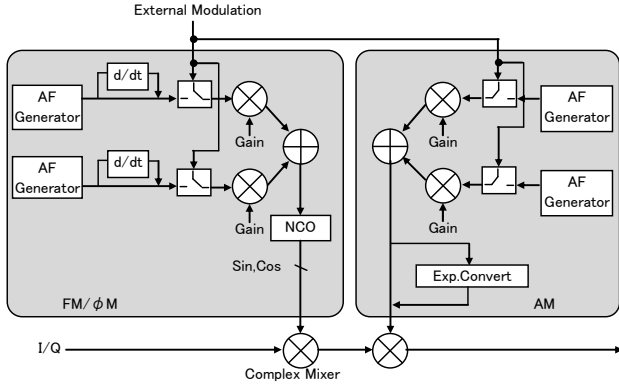 External Modulation
d/dt
AF
Generator
Gain
d/dt
AF
Generator
Gain
NCO
Sin,Cos
FM/φM
AF
Generator
Gain
AF
Generator
Gain
Exp.Convert
AM
I/Q
Complex Mixer